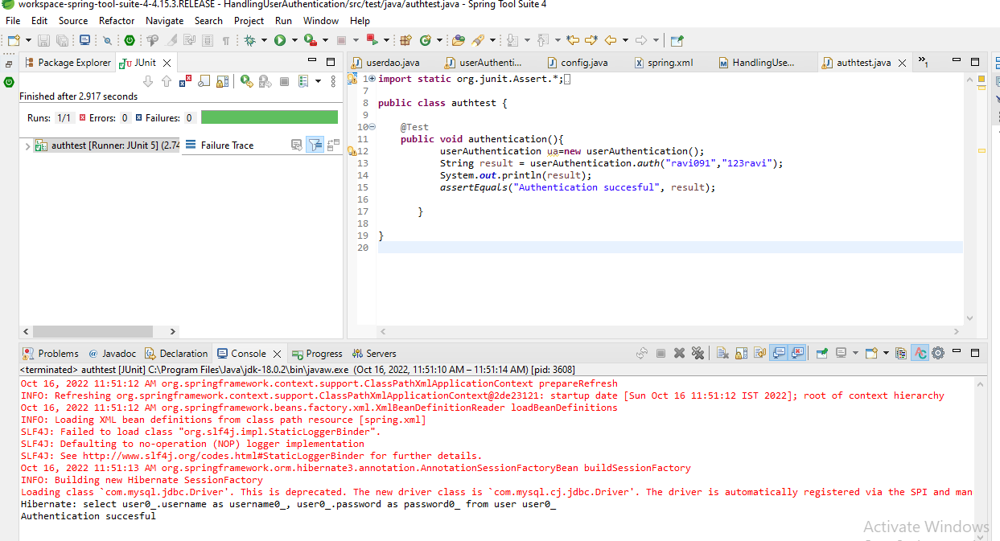 workspace-spring-tool-suite-4-4.15.3.RELEASE - HandlingUserAuthentication/src/test/java/authtest.java - Spring Tool Suite 4
File Edit Source Refactor Navigate Search Project Run Window Help
Package Explorer JUnit
userdao.java userAuthenti... config.java spring.xml HandlingUse... authtest.java 1
Finished after 2.917 seconds
Runs: 1/1 Errors: 0 Failures: 0
authtest [Runner: JUnit 5] (2.74
Failure Trace
1 import static org.junit.Assert.*;
7
8 public class authtest {
9
10 @Test
11 public void authentication(){
12 userAuthentication ua=new userAuthentication();
13 String result = userAuthentication.auth("ravi091","123ravi");
14 System.out.println(result);
15 assertEquals("Authentication succesful", result);
16
17 }
18
19 }
20
Problems @ Javadoc Declaration Console Progress Servers
<terminated> authtest [JUnit] C:\Program Files\Java\jdk-18.0.2\bin\javaw.exe (Oct 16, 2022, 11:51:10 AM – 11:51:14 AM) [pid: 3608]
Oct 16, 2022 11:51:12 AM org.springframework.context.support.ClassPathXmlApplicationContext prepareRefresh
INFO: Refreshing org.springframework.context.support.ClassPathXmlApplicationContext@2de23121: startup date [Sun Oct 16 11:51:12 IST 2022]; root of context hierarchy
Oct 16, 2022 11:51:12 AM org.springframework.beans.factory.xml.XmlBeanDefinitionReader loadBeanDefinitions
INFO: Loading XML bean definitions from class path resource [spring.xml]
SLF4J: Failed to load class "org.slf4j.impl.StaticLoggerBinder".
SLF4J: Defaulting to no-operation (NOP) logger implementation
SLF4J: See http://www.slf4j.org/codes.html#StaticLoggerBinder for further details.
Oct 16, 2022 11:51:13 AM org.springframework.orm.hibernate3.annotation.AnnotationSessionFactoryBean buildSessionFactory
INFO: Building new Hibernate SessionFactory
Loading class `com.mysql.jdbc.Driver'. This is deprecated. The new driver class is `com.mysql.cj.jdbc.Driver'. The driver is automatically registered via the SPI and man
Hibernate: select user0_.username as username0_, user0_.password as password0_ from user user0_
Authentication succesful
Activate Windows